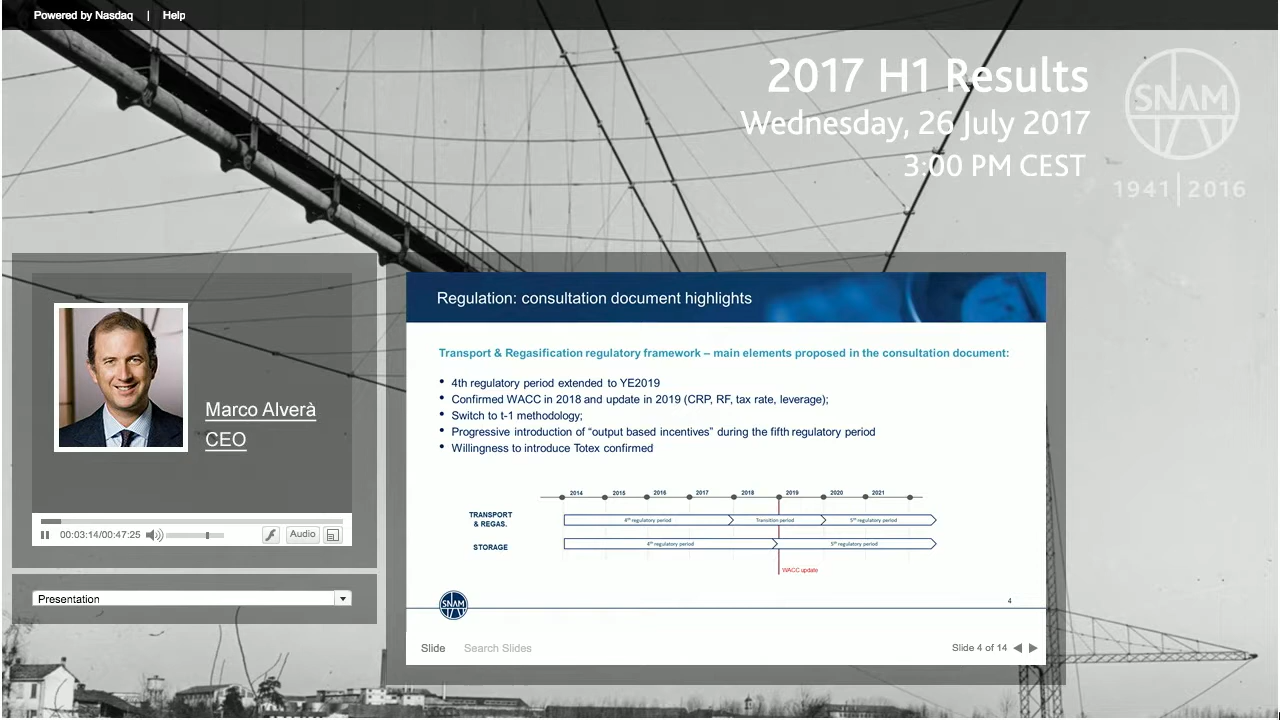 Powered by Nasdaq | Help
2017 H1 Results
Wednesday, 26 July 2017
3:00 PM CEST
SNAM
1941 | 2016
Marco Alverà
CEO
00:03:14/00:47:25
Audio
Presentation
Regulation: consultation document highlights
Transport & Regasification regulatory framework – main elements proposed in the consultation document:
• 4th regulatory period extended to YE2019
• Confirmed WACC in 2018 and update in 2019 (CRP, RF, tax rate, leverage);
• Switch to t-1 methodology;
• Progressive introduction of “output based incentives” during the fifth regulatory period
• Willingness to introduce Totex confirmed
2014 2015 2016 2017 2018 2019 2020 2021
TRANSPORT
& REGAS.
4th regulatory period Transition period 5th regulatory period
STORAGE
4th regulatory period 5th regulatory period
WACC update
SNAM
4
Slide Search Slides Slide 4 of 14